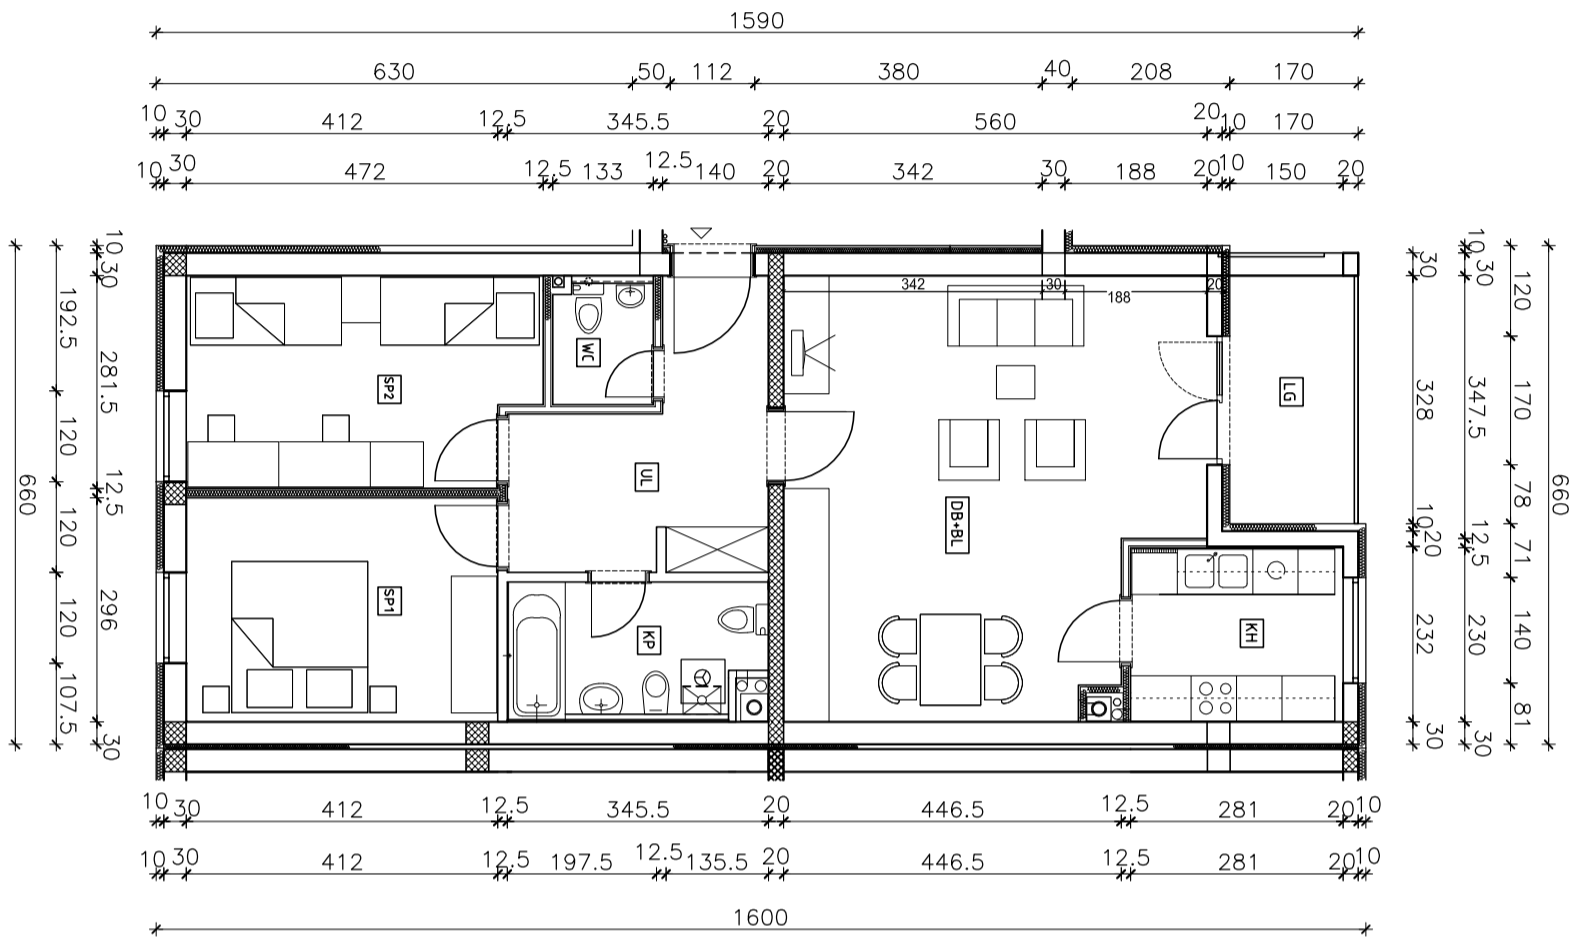 1590
630 50 112 380 40 208 170
10 30 412 12.5 345.5 20 560 20 10 170
10 30 472 12.5 133 12.5 140 20 342 30 188 20 10 150 20
342 30 188 20
660
192.5 120 120 120 107.5
10 30 281.5 12.5 296 30
SP2
SP1
WC
UL
KP
DB+BL
LG
KH
30 328 10 20 232 30
10 30 347.5 12.5 230 30
120 170 78 71 140 81
660
10 30 412 12.5 345.5 20 446.5 12.5 281 20 10
10 30 412 12.5 197.5 12.5 135.5 20 446.5 12.5 281 20 10
1600